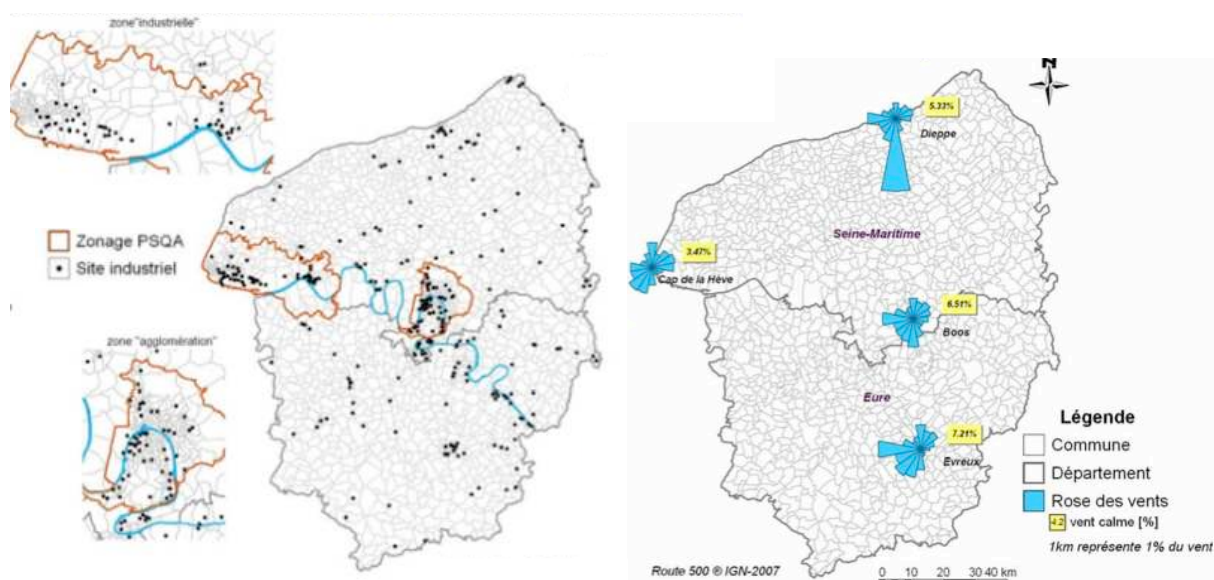 zone"industrielle"
Zonage PSQA
Site industriel
zone "agglomération"
N
5.33%
Dieppe
Seine-Maritime
3.47%
Cap de la Hève
6.51%
Boos
Eure
7.21%
Evreux
Légende
Commune
Département
Rose des vents
4.2 vent calme [%]
1km représente 1% du vent
Route 500 ® IGN-2007
0 10 20 30 40 km